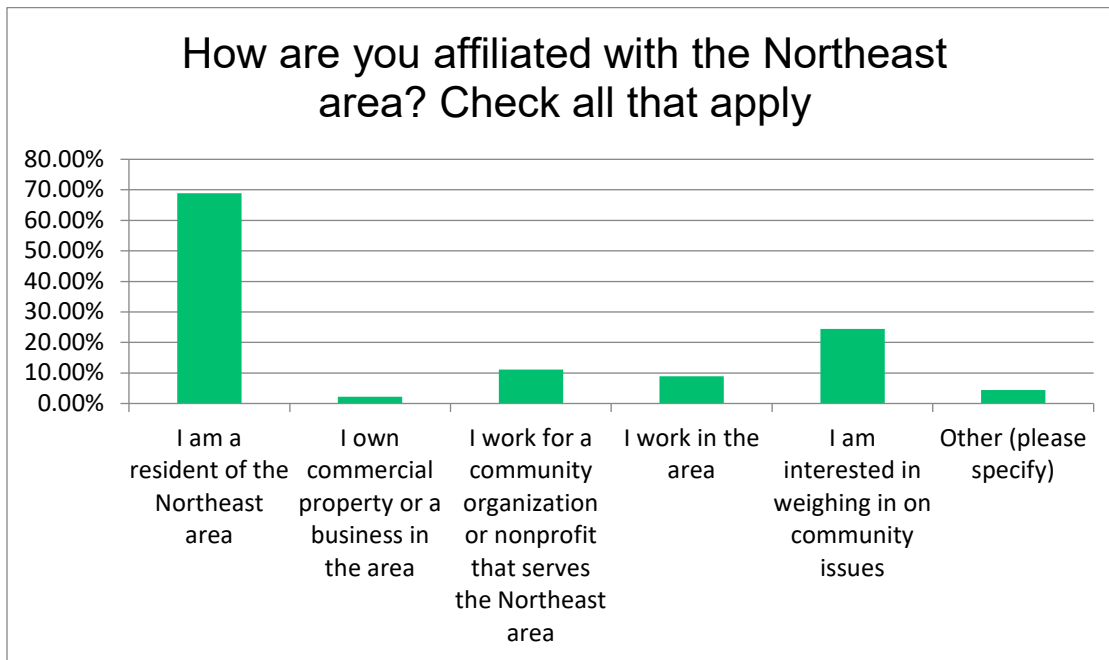 How are you affiliated with the Northeast
area? Check all that apply
80.00%
70.00%
60.00%
50.00%
40.00%
30.00%
20.00%
10.00%
0.00%
I am a
resident of the
Northeast
area
I own
commercial
property or a
business in
the area
I work for a
community
organization
or nonprofit
that serves
the Northeast
area
I work in the
area
I am
interested in
weighing in on
community
issues
Other (please
specify)